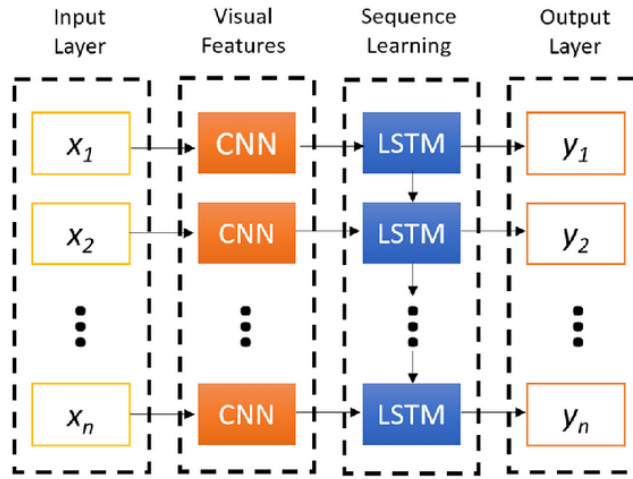 Input
Layer
Visual
Features
Sequence
Learning
Output
Layer
x1 CNN LSTM y1
x2 CNN LSTM y2
xn CNN LSTM yn